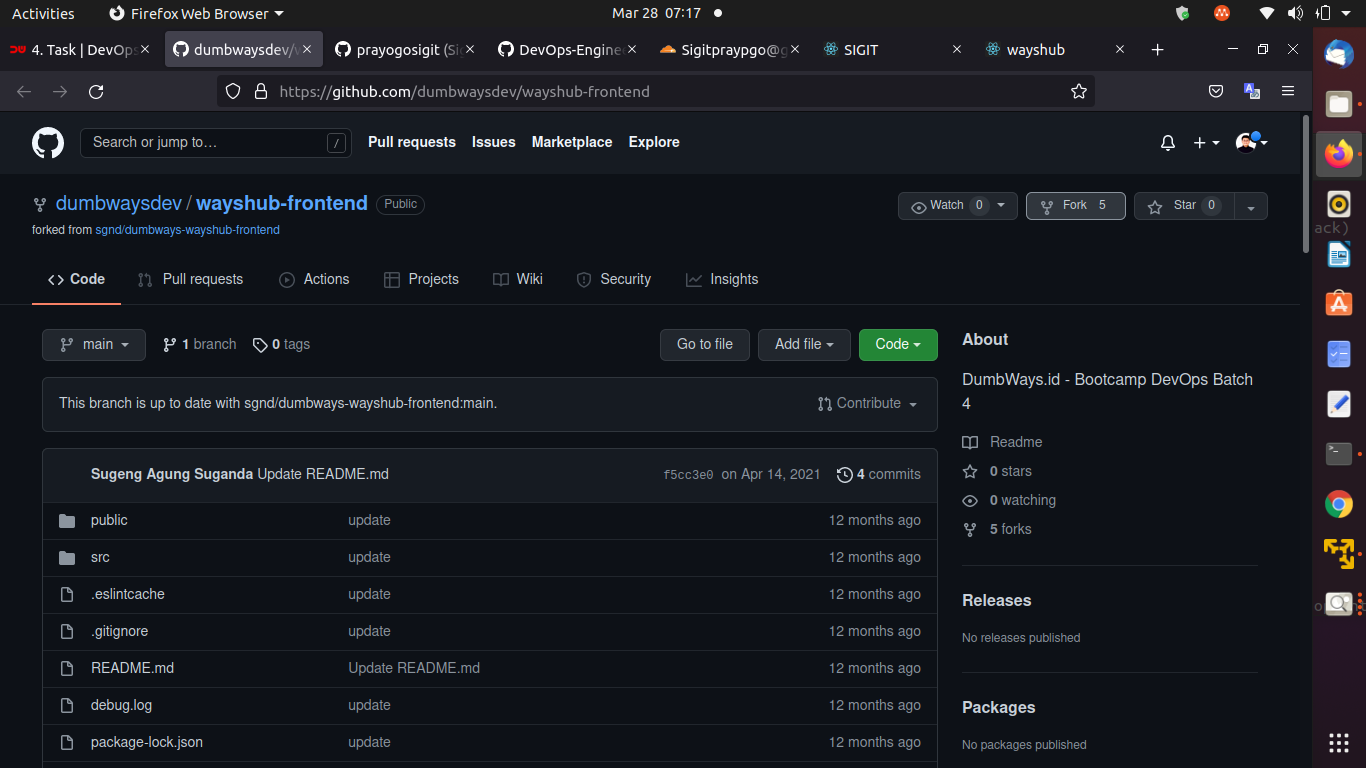 Activities Firefox Web Browser Mar 28 07:17
4. Task | DevOps dumbwaysdev/w prayogosigit (Si DevOps-Engine Sigitpraypgo@g SIGIT wayshub
https://github.com/dumbwaysdev/wayshub-frontend
Search or jump to… / Pull requests Issues Marketplace Explore
dumbwaysdev / wayshub-frontend Public Watch 0 Fork 5 Star 0
forked from sgnd/dumbways-wayshub-frontend
ack)
Code Pull requests Actions Projects Wiki Security Insights
main 1 branch 0 tags Go to file Add file Code
About
DumbWays.id - Bootcamp DevOps Batch
4
This branch is up to date with sgnd/dumbways-wayshub-frontend:main. Contribute
Readme
0 stars
0 watching
5 forks
Sugeng Agung Suganda Update README.md f5cc3e0 on Apr 14, 2021 4 commits
public update 12 months ago
src update 12 months ago
.eslintcache update 12 months ago
.gitignore update 12 months ago
README.md Update README.md 12 months ago
debug.log update 12 months ago
package-lock.json update 12 months ago
Releases
No releases published
Packages
No packages published